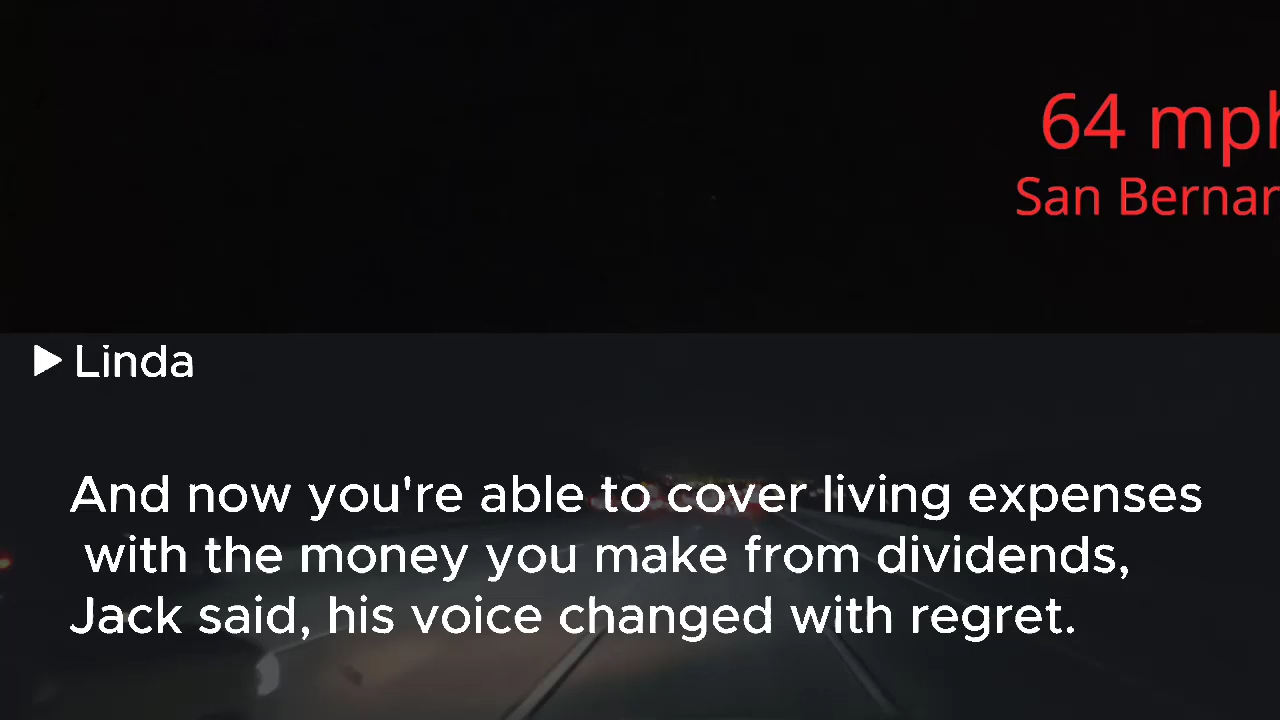 64 mph
San Bernar
▶ Linda
And now you're able to cover living expenses
with the money you make from dividends,
Jack said, his voice changed with regret.